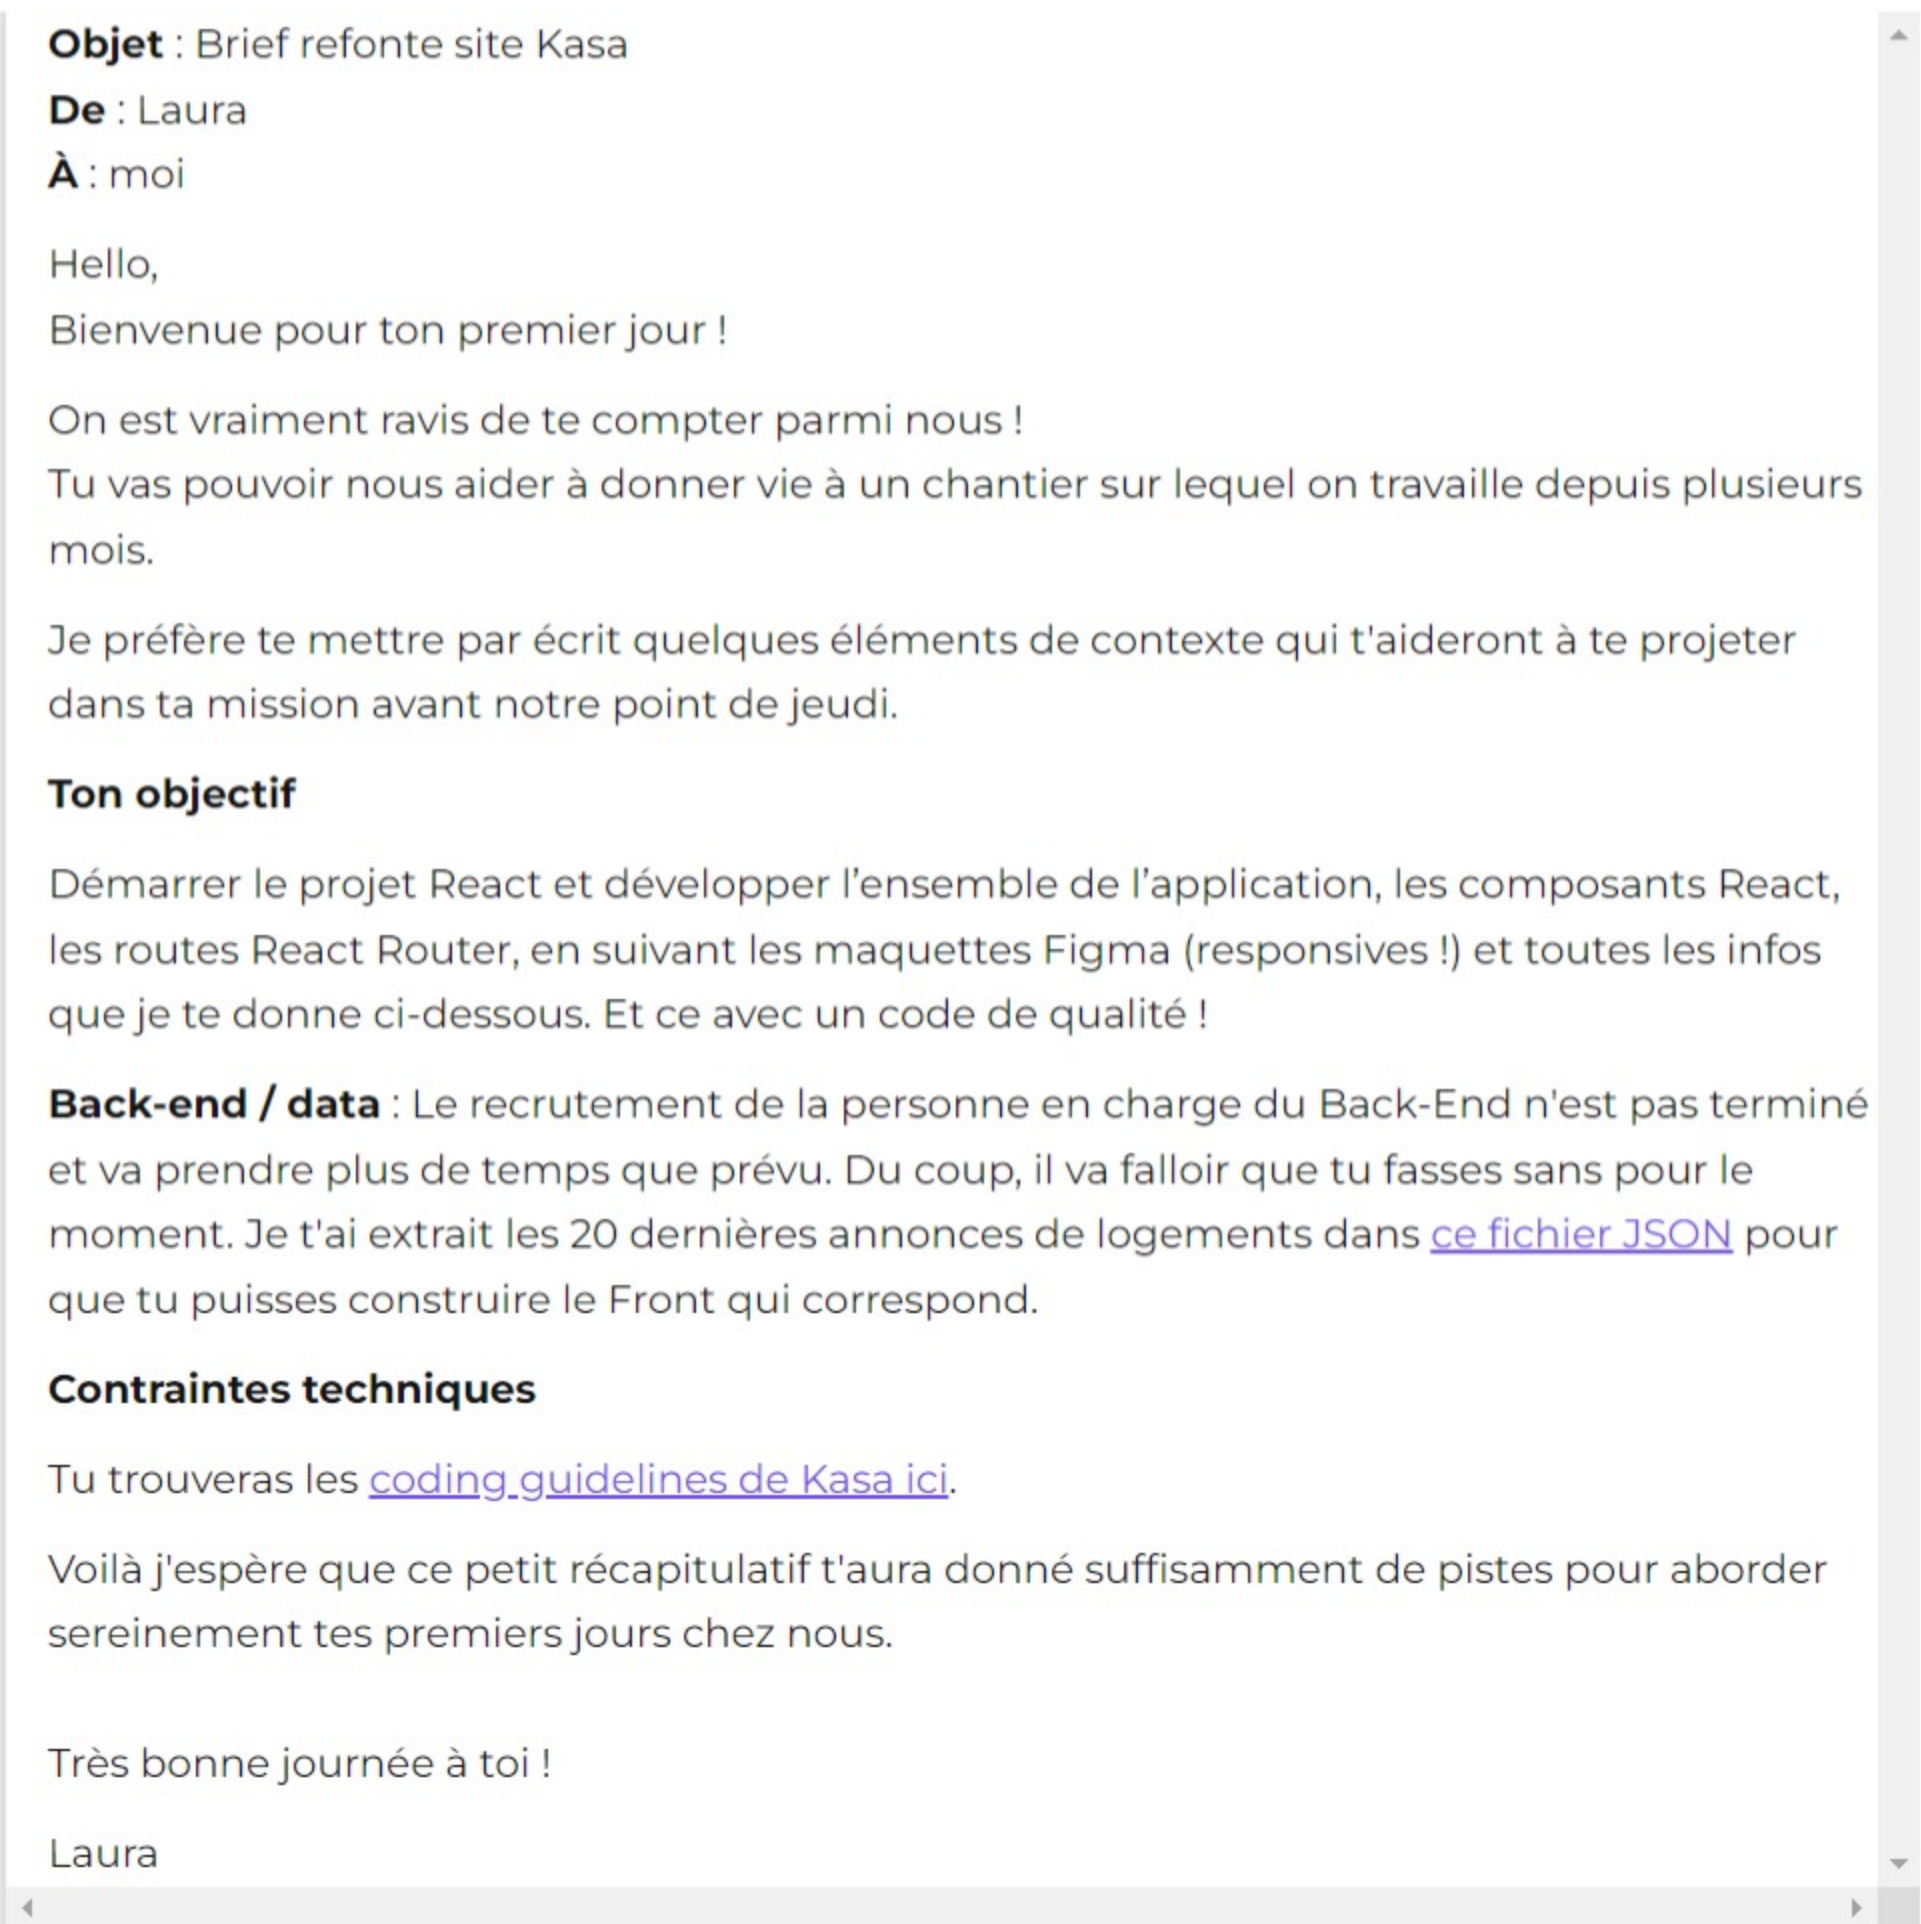 Objet : Brief refonte site Kasa
De : Laura
À : moi
Hello,
Bienvenue pour ton premier jour !
On est vraiment ravis de te compter parmi nous !
Tu vas pouvoir nous aider à donner vie à un chantier sur lequel on travaille depuis plusieurs
mois.
Je préfère te mettre par écrit quelques éléments de contexte qui t'aideront à te projeter
dans ta mission avant notre point de jeudi.
Ton objectif
Démarrer le projet React et développer l’ensemble de l’application, les composants React,
les routes React Router, en suivant les maquettes Figma (responsives !) et toutes les infos
que je te donne ci-dessous. Et ce avec un code de qualité !
Back-end / data : Le recrutement de la personne en charge du Back-End n'est pas terminé
et va prendre plus de temps que prévu. Du coup, il va falloir que tu fasses sans pour le
moment. Je t'ai extrait les 20 dernières annonces de logements dans ce fichier JSON pour
que tu puisses construire le Front qui correspond.
Contraintes techniques
Tu trouveras les coding guidelines de Kasa ici.
Voilà j'espère que ce petit récapitulatif t'aura donné suffisamment de pistes pour aborder
sereinement tes premiers jours chez nous.
Très bonne journée à toi !
Laura